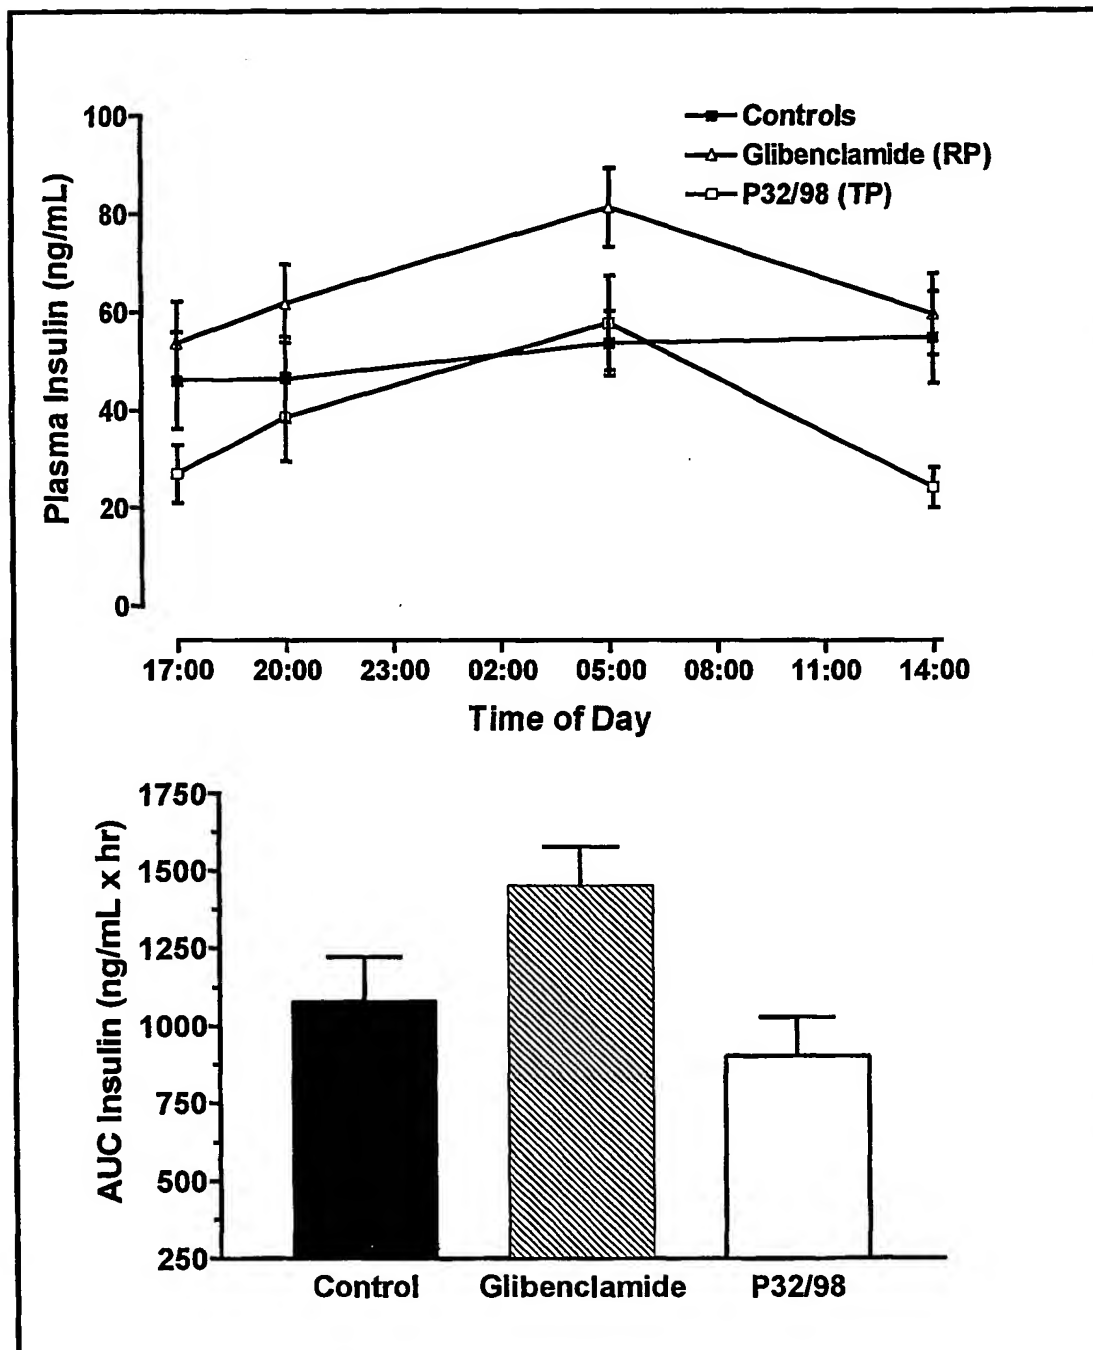 100
80
60
40
20
0
Plasma Insulin (ng/mL)
Controls
Glibenclamide (RP)
P32/98 (TP)
17:00 20:00 23:00 02:00 05:00 08:00 11:00 14:00
Time of Day
1750
1500
1250
1000
750
500
250
AUC Insulin (ng/mL x hr)
Control Glibenclamide P32/98